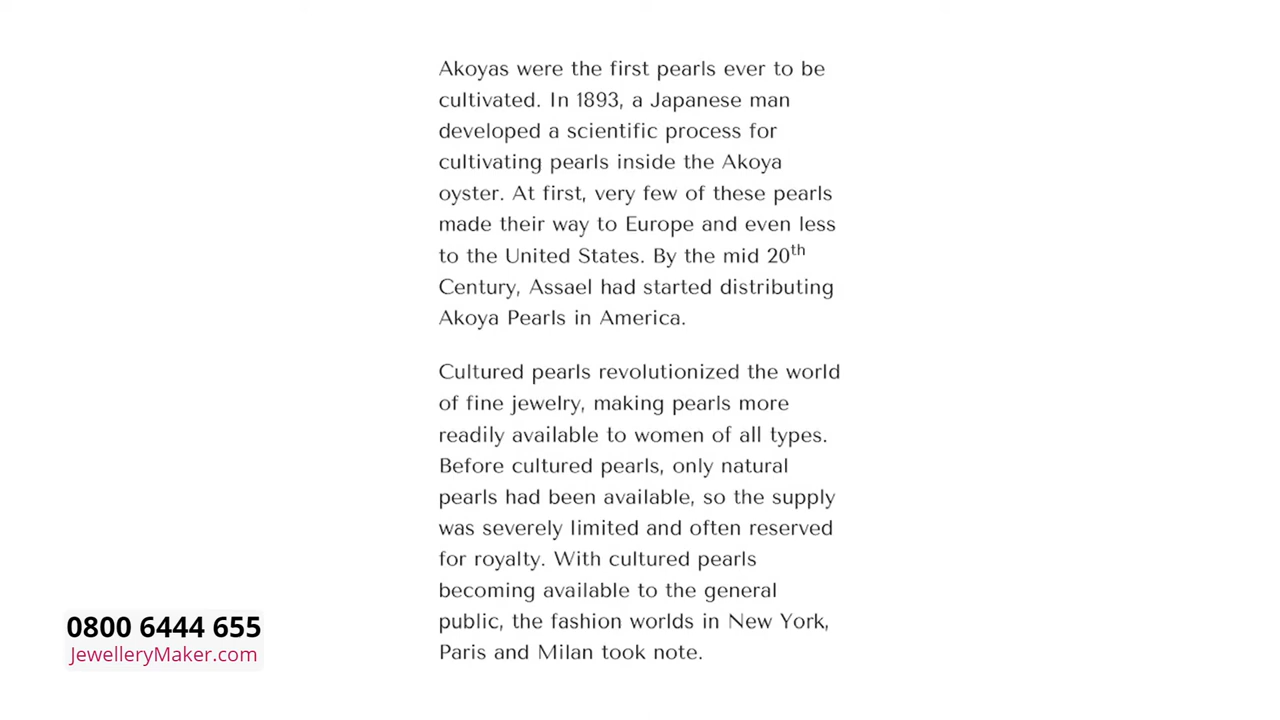 Akoyas were the first pearls ever to be
cultivated. In 1893, a Japanese man
developed a scientific process for
cultivating pearls inside the Akoya
oyster. At first, very few of these pearls
made their way to Europe and even less
to the United States. By the mid 20th
Century, Assael had started distributing
Akoya Pearls in America.
Cultured pearls revolutionized the world
of fine jewelry, making pearls more
readily available to women of all types.
Before cultured pearls, only natural
pearls had been available, so the supply
was severely limited and often reserved
for royalty. With cultured pearls
becoming available to the general
public, the fashion worlds in New York,
Paris and Milan took note.
0800 6444 655
JewelleryMaker.com